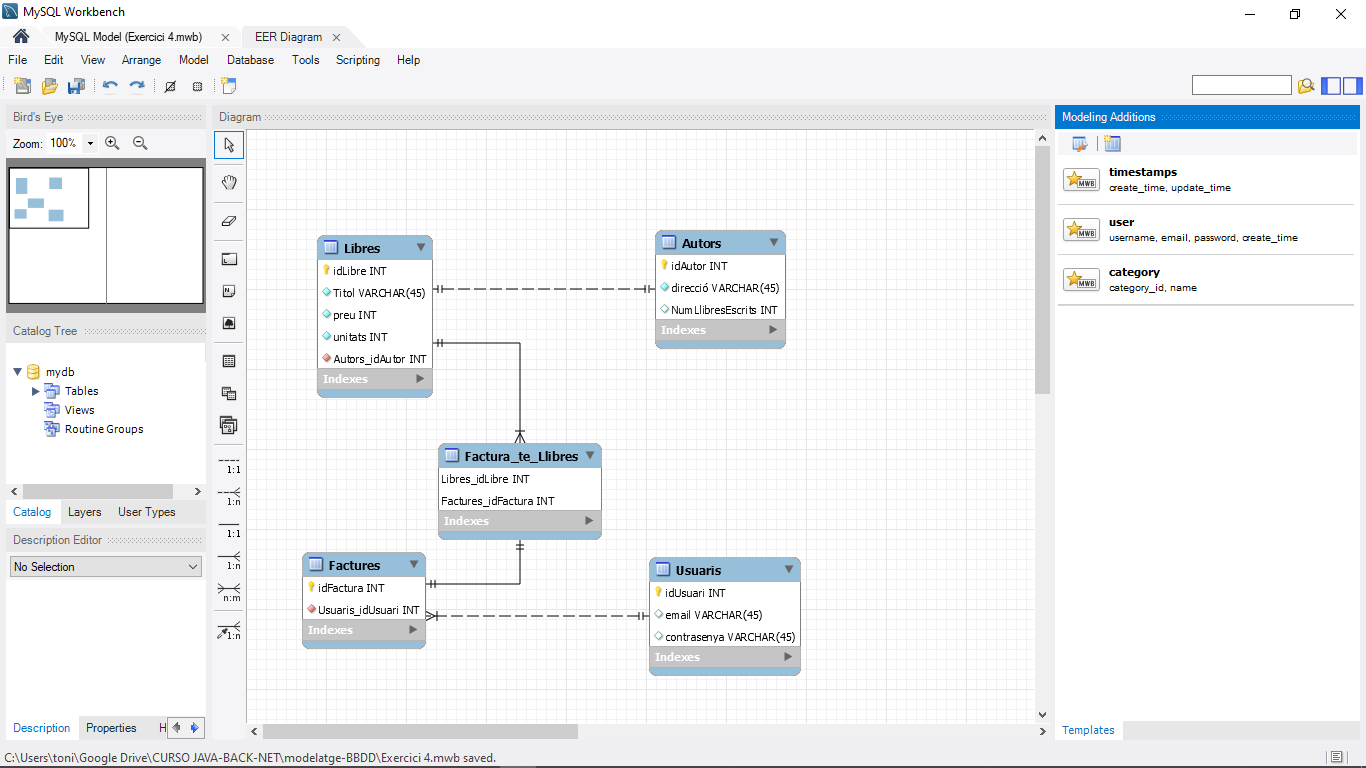 MySQL Workbench
MySQL Model (Exercici 4.mwb)
EER Diagram
File Edit View Arrange Model Database Tools Scripting Help
Bird's Eye
Zoom: 100%
Catalog Tree
mydb
Tables
Views
Routine Groups
Catalog Layers User Types
Description Editor
No Selection
Description Properties H
Diagram
1:1
1:n
1:1
1:n
n:m
1:n
Libres
idLibre INT
Titol VARCHAR(45)
preu INT
unitats INT
Autors_idAutor INT
Indexes
Autors
idAutor INT
direcció VARCHAR(45)
NumLlibresEscrits INT
Indexes
Factura_te_Llibres
Libres_idLibre INT
Factures_idFactura INT
Indexes
Factures
idFactura INT
Usuaris_idUsuari INT
Indexes
Usuaris
idUsuari INT
email VARCHAR(45)
contrasenya VARCHAR(45)
Indexes
Modeling Additions
MWB
timestamps
create_time, update_time
MWB
user
username, email, password, create_time
MWB
category
category_id, name
Templates
C:\Users\toni\Google Drive\CURSO JAVA-BACK-NET\modelatge-BBDD\Exercici 4.mwb saved.